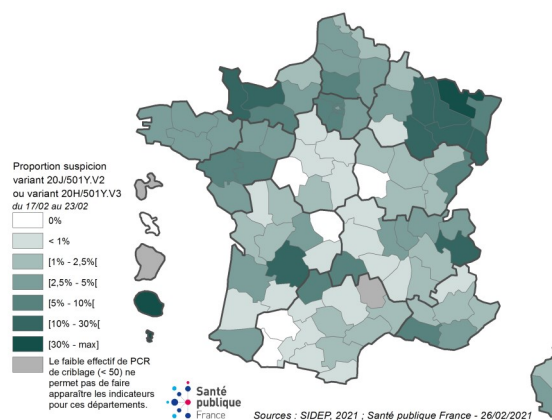 Proportion suspicion
variant 20J/501Y.V2
ou variant 20H/501Y.V3
du 17/02 au 23/02
0%
< 1%
[1% - 2,5%[
[2,5% - 5%[
[5% - 10%[
[10% - 30%[
[30% - max]
Le faible effectif de PCR
de criblage (< 50) ne
permet pas de faire
apparaître les indicateurs
pour ces départements.
Santé
publique
France
Sources : SIDEP, 2021 ; Santé publique France - 26/02/2021